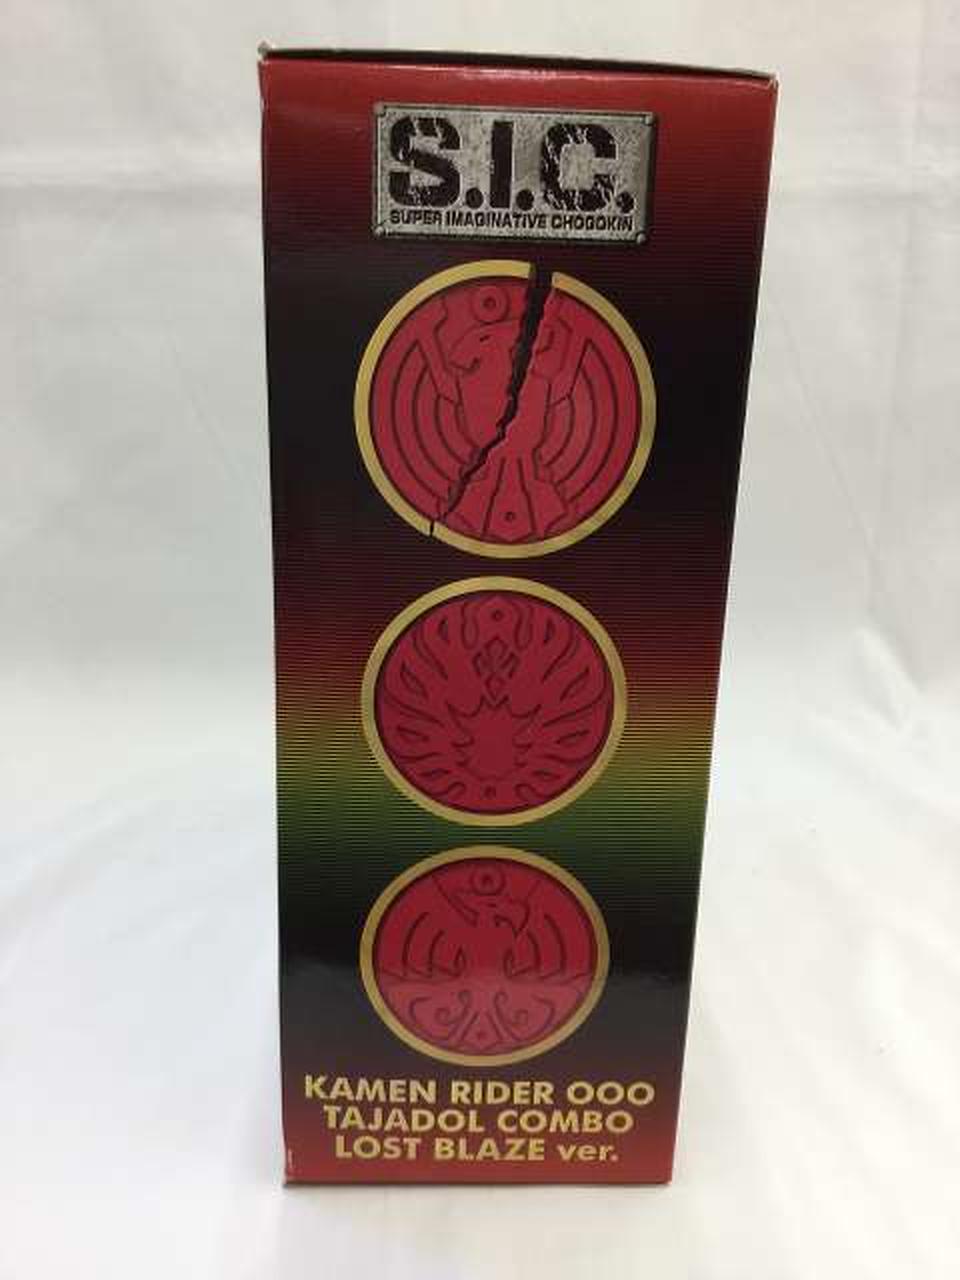 S.I.C.
SUPER IMAGINATIVE CHOGOKIN
KAMEN RIDER OOO
TAJADOL COMBO
LOST BLAZE ver.